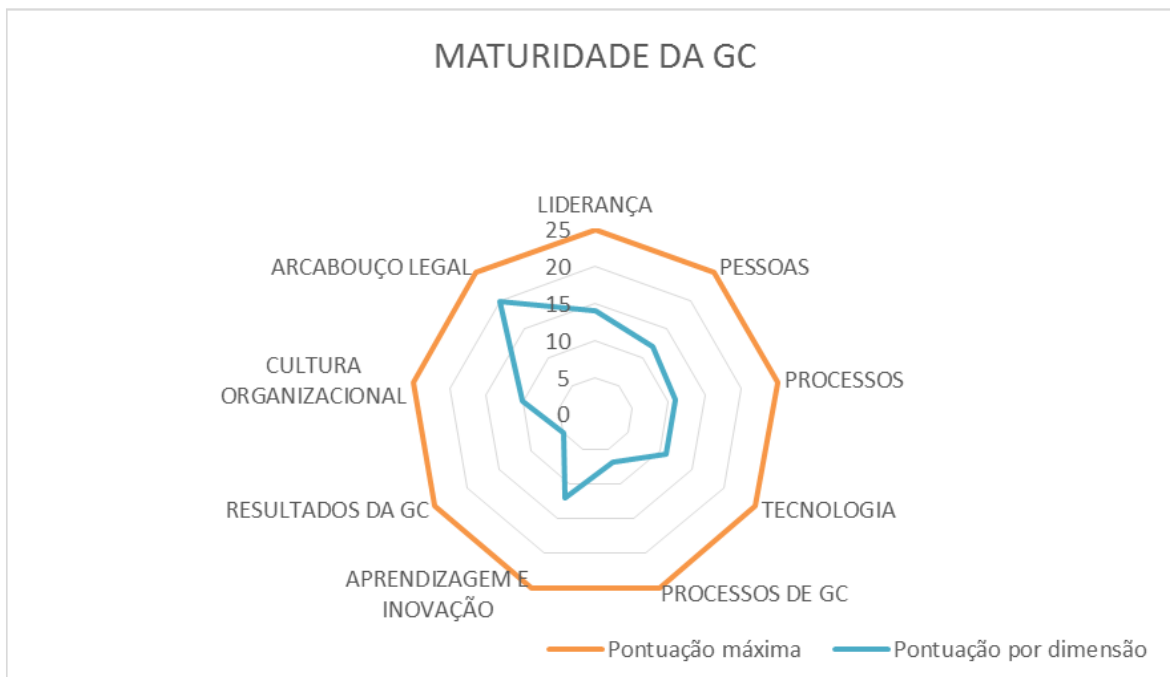 MATURIDADE DA GC
LIDERANÇA
25
20
15
10
5
0
PESSOAS
PROCESSOS
TECNOLOGIA
PROCESSOS DE GC
APRENDIZAGEM E
INOVAÇÃO
RESULTADOS DA GC
CULTURA
ORGANIZACIONAL
ARCABOUÇO LEGAL
Pontuação máxima
Pontuação por dimensão